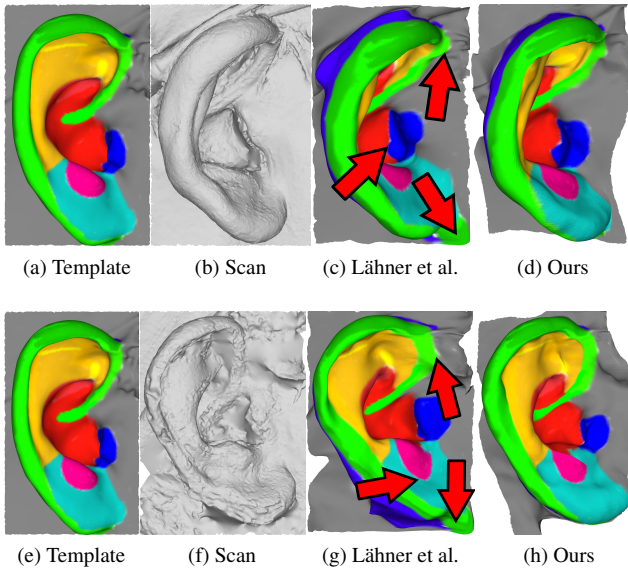 (a) Template (b) Scan (c) Lähner et al. (d) Ours
(e) Template (f) Scan (g) Lähner et al. (h) Ours